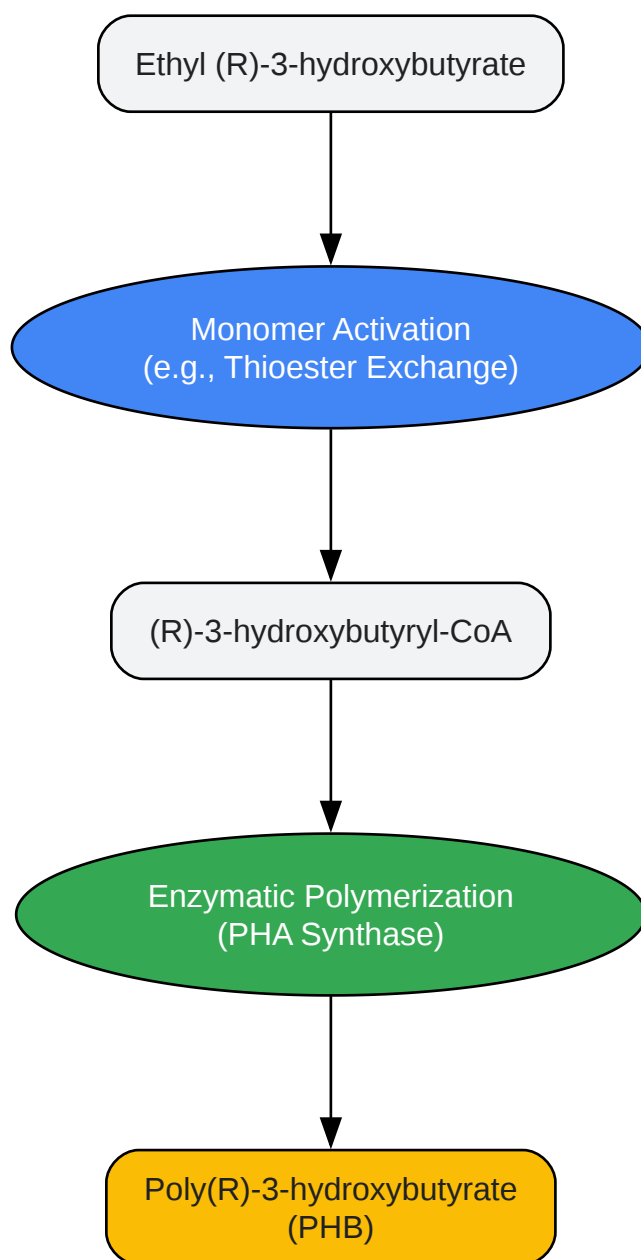 Ethyl (R)-3-hydroxybutyrate
Monomer Activation
(e.g., Thioester Exchange)
(R)-3-hydroxybutyryl-CoA
Enzymatic Polymerization
(PHA Synthase)
Poly(R)-3-hydroxybutyrate
(PHB)